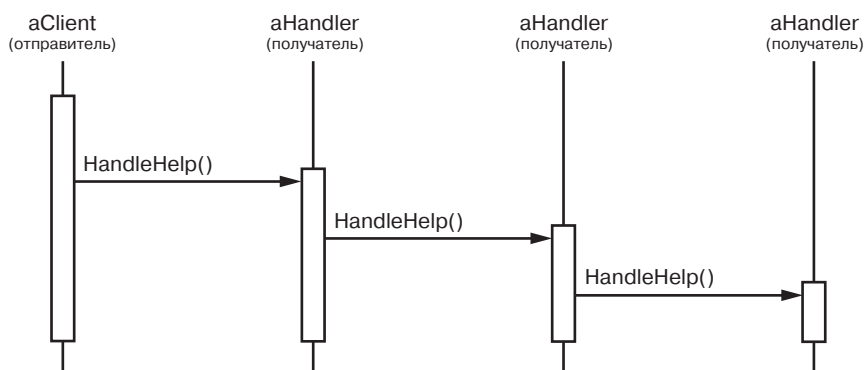 aClient
(отправитель)
aHandler
(получатель)
aHandler
(получатель)
aHandler
(получатель)
HandleHelp()
HandleHelp()
HandleHelp()